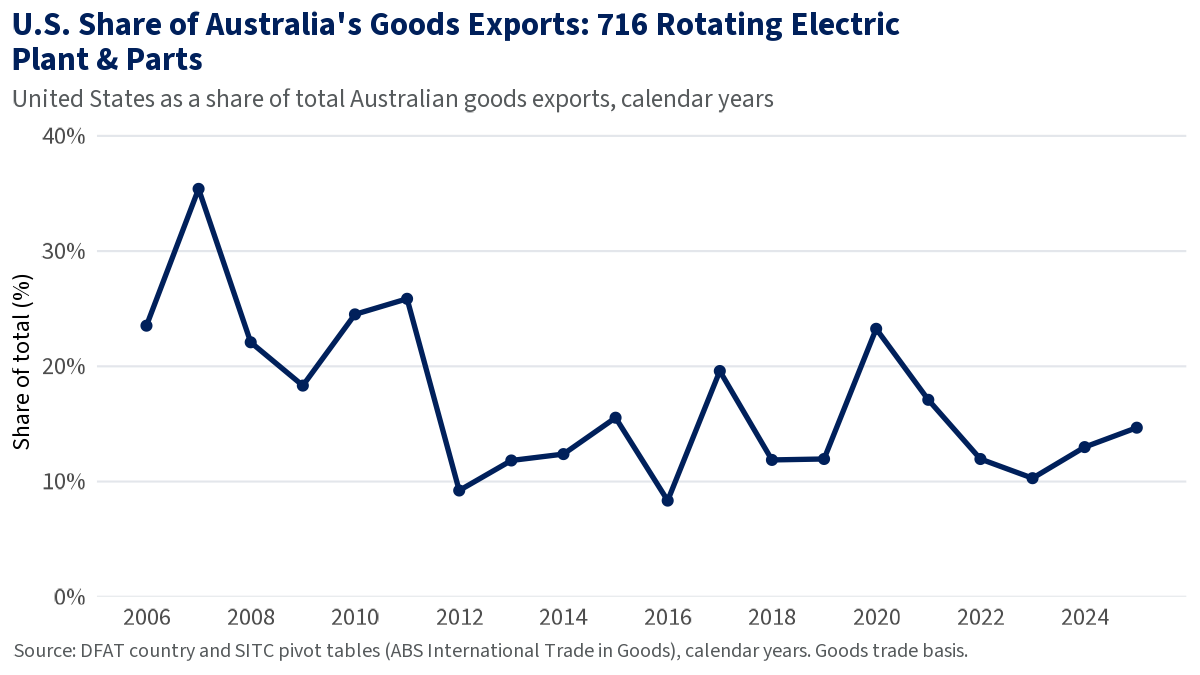 U.S. Share of Australia's Goods Exports: 716 Rotating Electric
Plant & Parts
United States as a share of total Australian goods exports, calendar years
Share of total (%)
40%
30%
20%
10%
0%
2006 2008 2010 2012 2014 2016 2018 2020 2022 2024
Source: DFAT country and SITC pivot tables (ABS International Trade in Goods), calendar years. Goods trade basis.